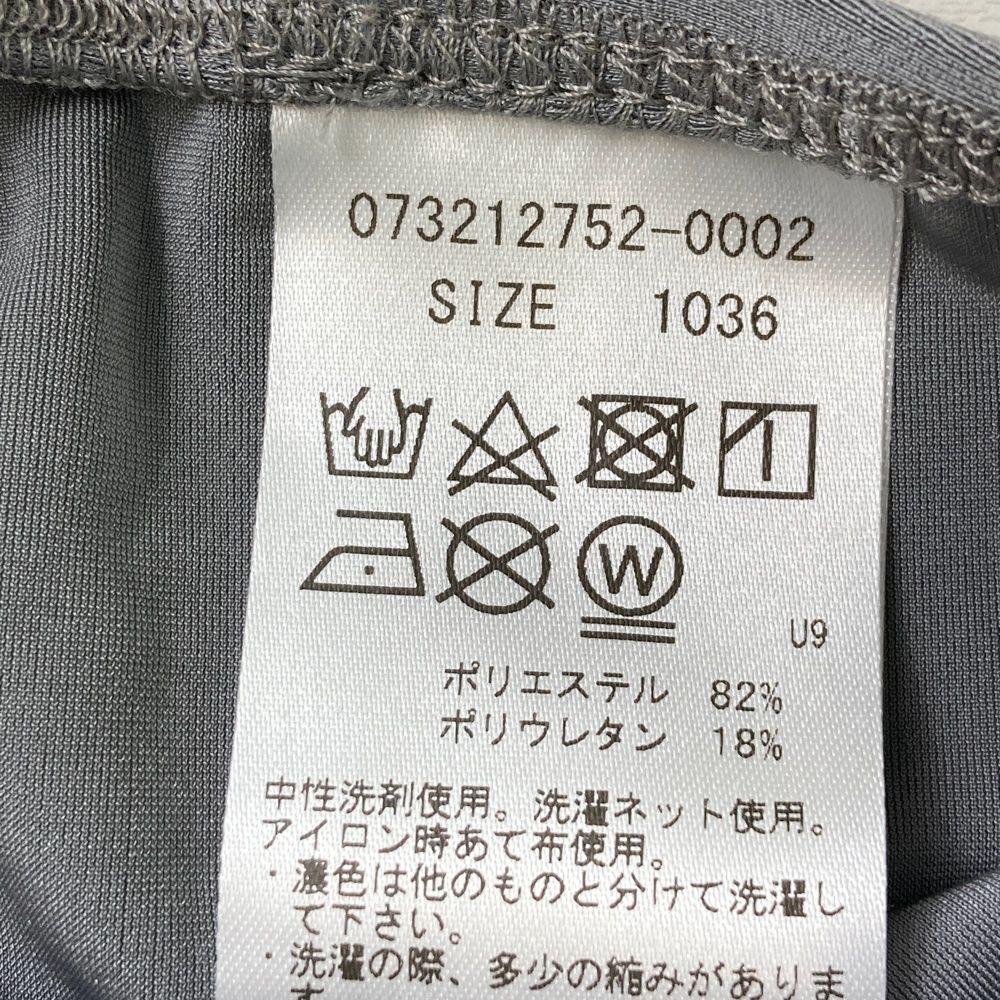 073212752-0002
SIZE 1036
W
U9
ポリエステル 82%
ポリウレタン 18%
中性洗剤使用。洗濯ネット使用。
アイロン時あて布使用。
・濃色は他のものと分けて洗濯し
て下さい。
・洗濯の際、多少の縮みがありま
す。